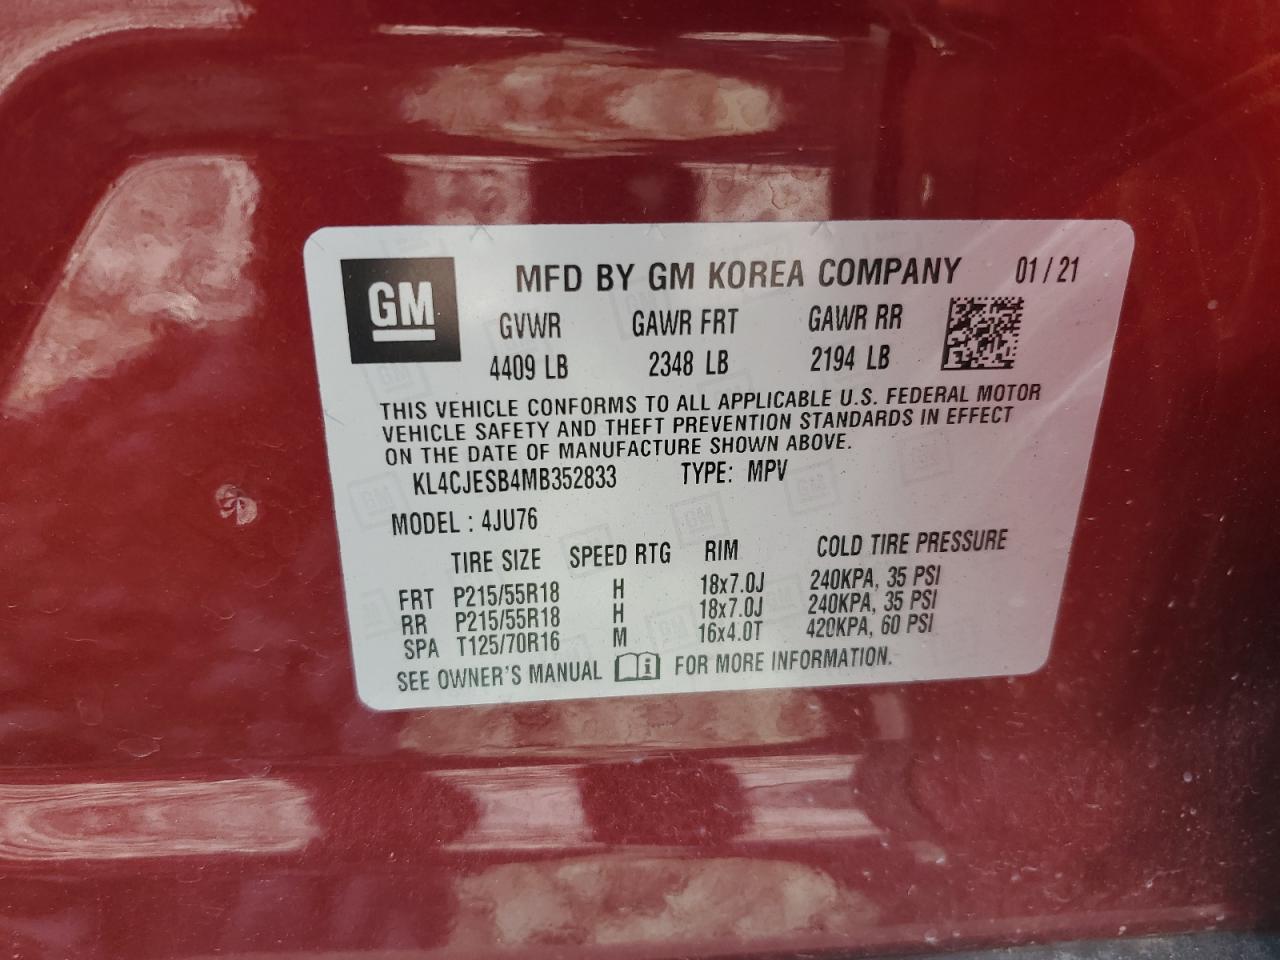 GM
MFD BY GM KOREA COMPANY 01/21
GVWR GAWR FRT GAWR RR
4409 LB 2348 LB 2194 LB
THIS VEHICLE CONFORMS TO ALL APPLICABLE U.S. FEDERAL MOTOR
VEHICLE SAFETY AND THEFT PREVENTION STANDARDS IN EFFECT
ON THE DATE OF MANUFACTURE SHOWN ABOVE.
KL4CJESB4MB352833 TYPE: MPV
MODEL : 4JU76
TIRE SIZE SPEED RTG RIM COLD TIRE PRESSURE
FRT P215/55R18 H 18x7.0J 240KPA, 35 PSI
RR P215/55R18 H 18x7.0J 240KPA, 35 PSI
SPA T125/70R16 M 16x4.0T 420KPA, 60 PSI
SEE OWNER'S MANUAL i FOR MORE INFORMATION.